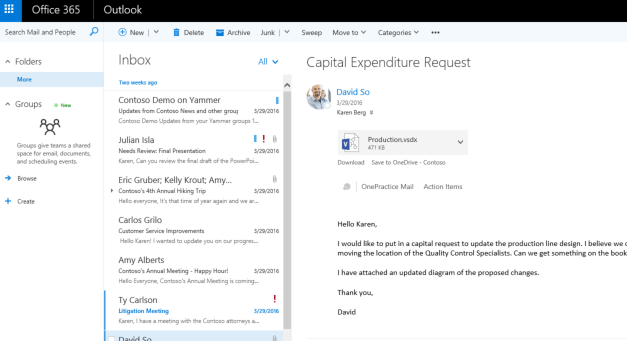 Office 365 Outlook
Search Mail and People
New Delete Archive Junk Sweep Move to Categories •••
Folders
More
Groups New
Groups give teams a shared
space for email, documents,
and scheduling events.
Browse
Create
Inbox All
Two weeks ago
Contoso Demo on Yammer
Updates from Contoso News and other group 3/29/2016
Contoso Demo Updates from your Yammer groups 1...
Julian Isla
Needs Review: Final Presentation 3/29/2016
Karen, Can you review the final draft of the PowerPoi...
Eric Gruber; Kelly Krout; Amy...
Contoso's 4th Annual Hiking Trip 3/29/2016
Hello everyone, It's that time of year again and we ar...
Carlos Grilo
Customer Service Improvements 3/29/2016
Hello Karen! I wanted to update you on our progres...
Amy Alberts
Contoso's Annual Meeting - Happy Hour! 3/29/2016
Hello Everyone, Contoso's Annual Meeting is coming...
Ty Carlson
Litigation Meeting 3/29/2016
Karen, I have a meeting with the Contoso attorneys a...
David So
Capital Expenditure Request
David So
3/29/2016
Karen Berg
Production.vsdx
471 KB
Download Save to OneDrive - Contoso
OnePractice Mail Action Items
Hello Karen,
I would like to put in a capital request to update the production line design. I believe we c
moving the location of the Quality Control Specialists. Can we get something on the book
I have attached an updated diagram of the proposed changes.
Thank you,
David